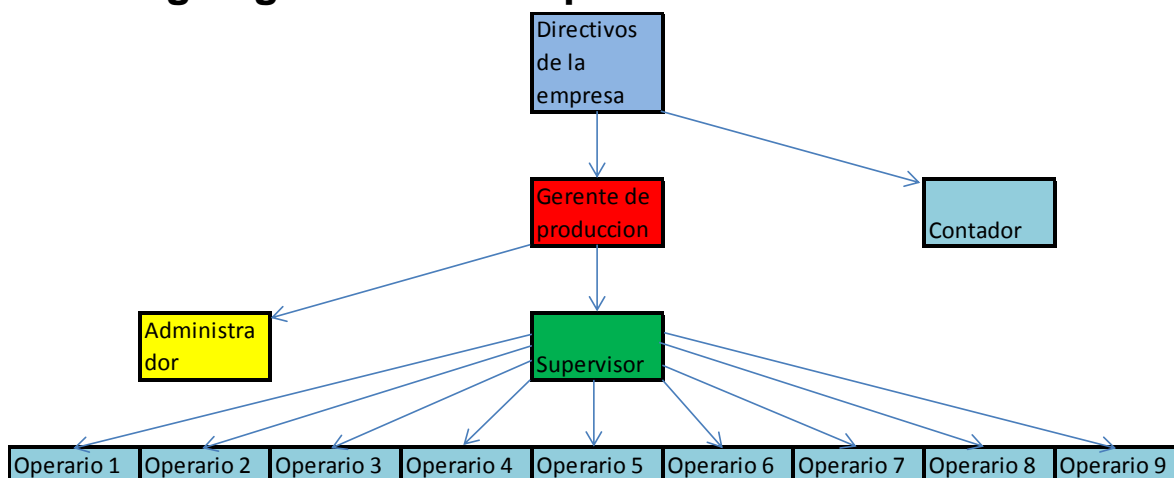 Directivos
de la
empresa
Gerente de
produccion
Contador
Administra
dor
Supervisor
Operario 1 Operario 2 Operario 3 Operario 4 Operario 5 Operario 6 Operario 7 Operario 8 Operario 9